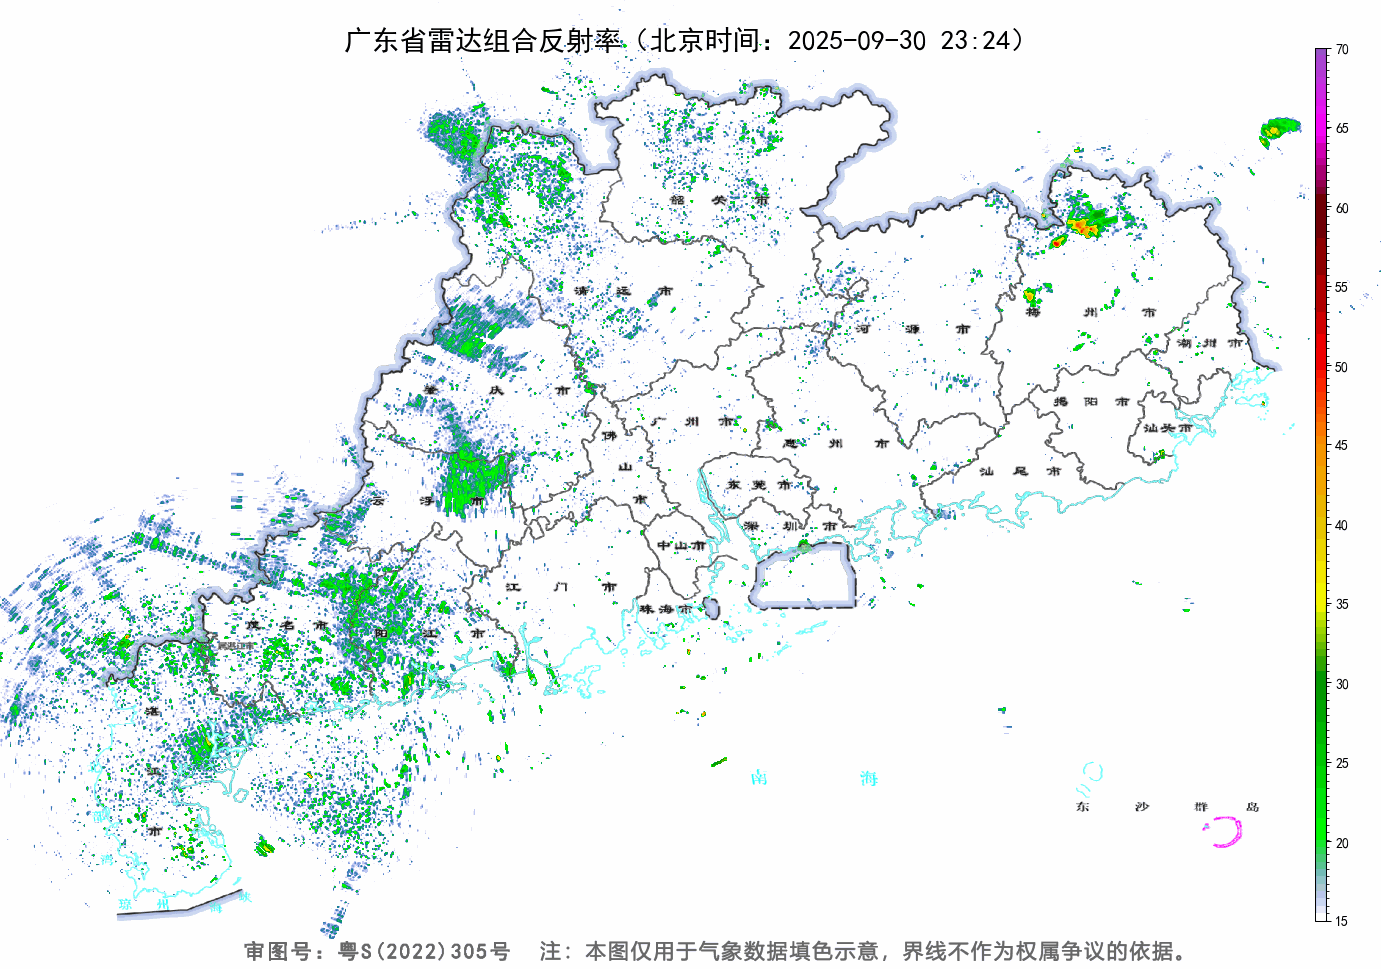 广东省雷达组合反射率（北京时间：2025-09-30 23:24）
70
65
60
55
50
45
40
35
30
25
20
15
韶关市
清远市
河源市
梅州市
潮州市
肇庆市
广州市
惠州市
揭阳市
汕头市
佛山市
东莞市
汕尾市
云浮市
深圳市
中山市
江门市
珠海市
茂名市
阳江市
湛江市
南海
东沙群岛
琼州海峡
审图号：粤S(2022)305号 注：本图仅用于气象数据填色示意，界线不作为权属争议的依据。